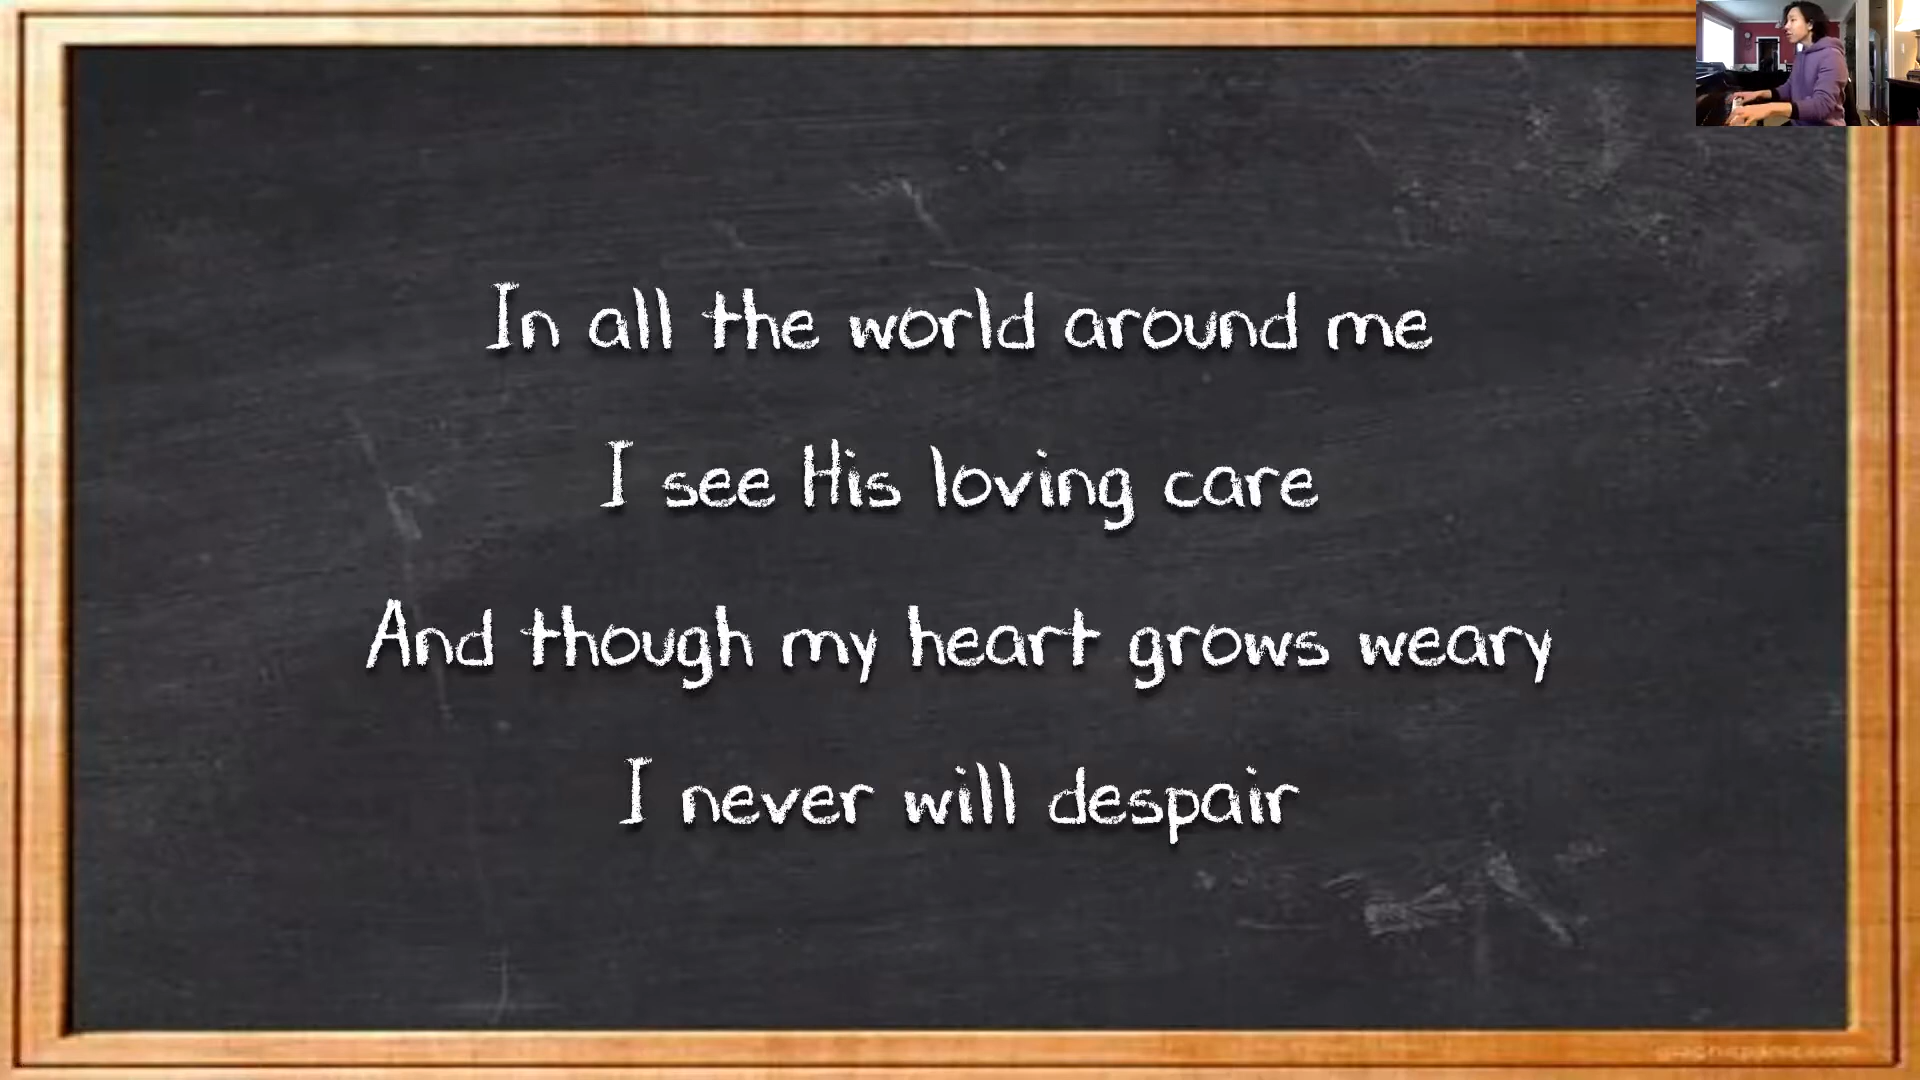 In all the world around me
I see His loving care
And though my heart grows weary
I never will despair